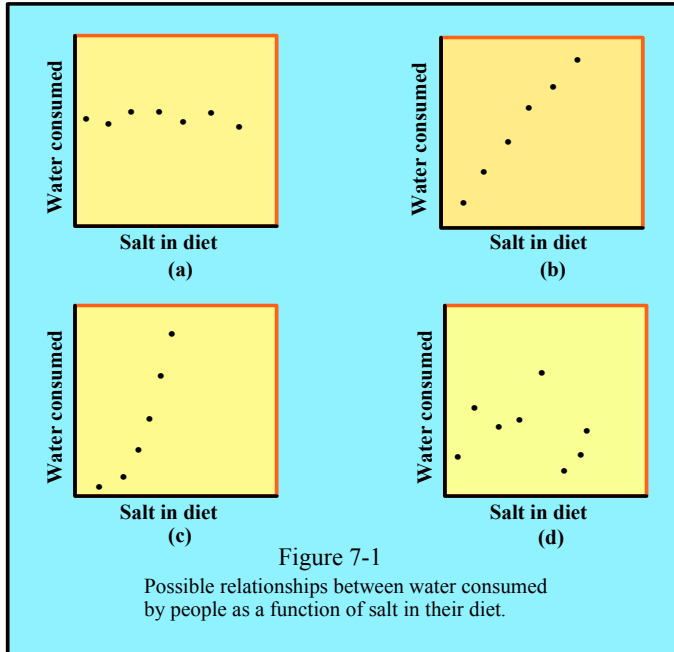 Water consumed
Salt in diet
(a)
Water consumed
Salt in diet
(b)
Water consumed
Salt in diet
(c)
Water consumed
Salt in diet
(d)
Figure 7-1
Possible relationships between water consumed
by people as a function of salt in their diet.